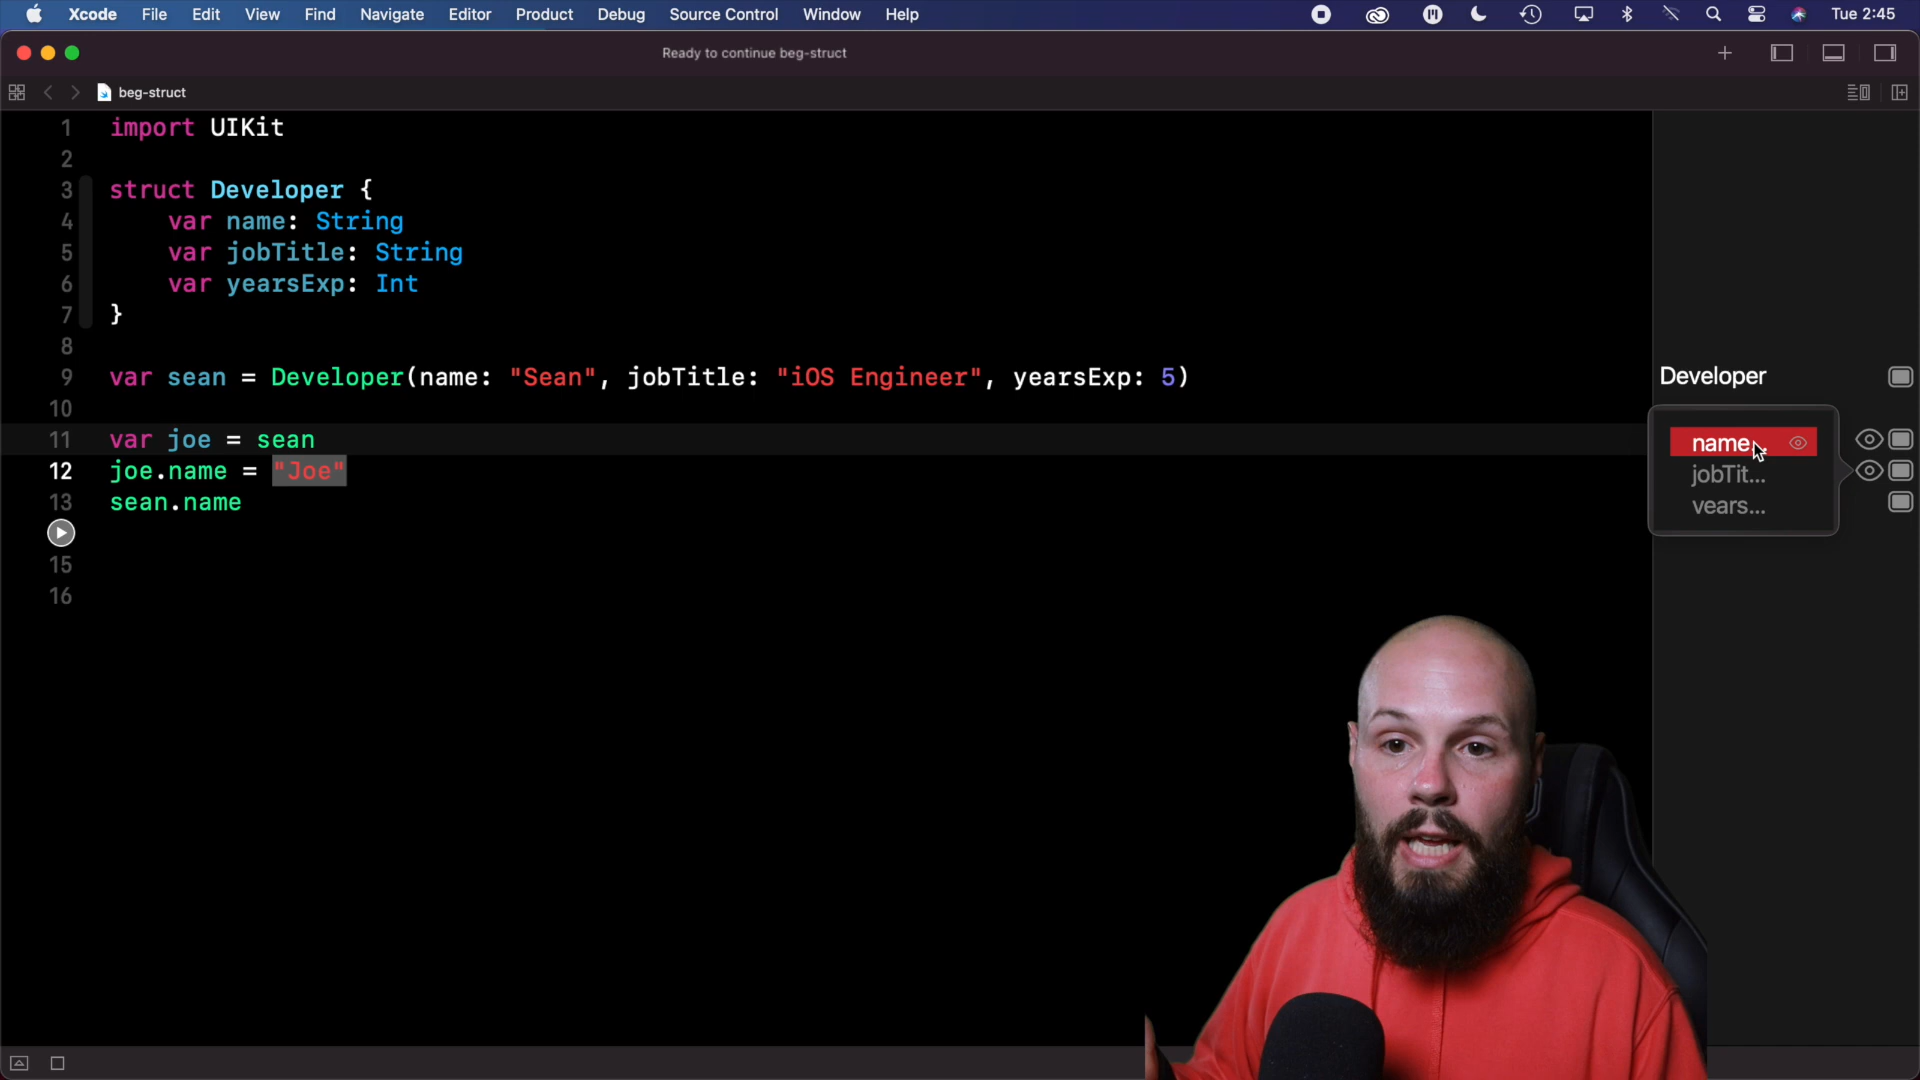 Xcode File Edit View Find Navigate Editor Product Debug Source Control Window Help Tue 2:45
Ready to continue beg-struct
beg-struct
1 import UIKit
2
3 struct Developer {
4 var name: String
5 var jobTitle: String
6 var yearsExp: Int
7 }
8
9 var sean = Developer(name: "Sean", jobTitle: "iOS Engineer", yearsExp: 5)
Developer
10
11 var joe = sean
name...
12 joe.name = "Joe"
jobTit...
13 sean.name
years...
15
16